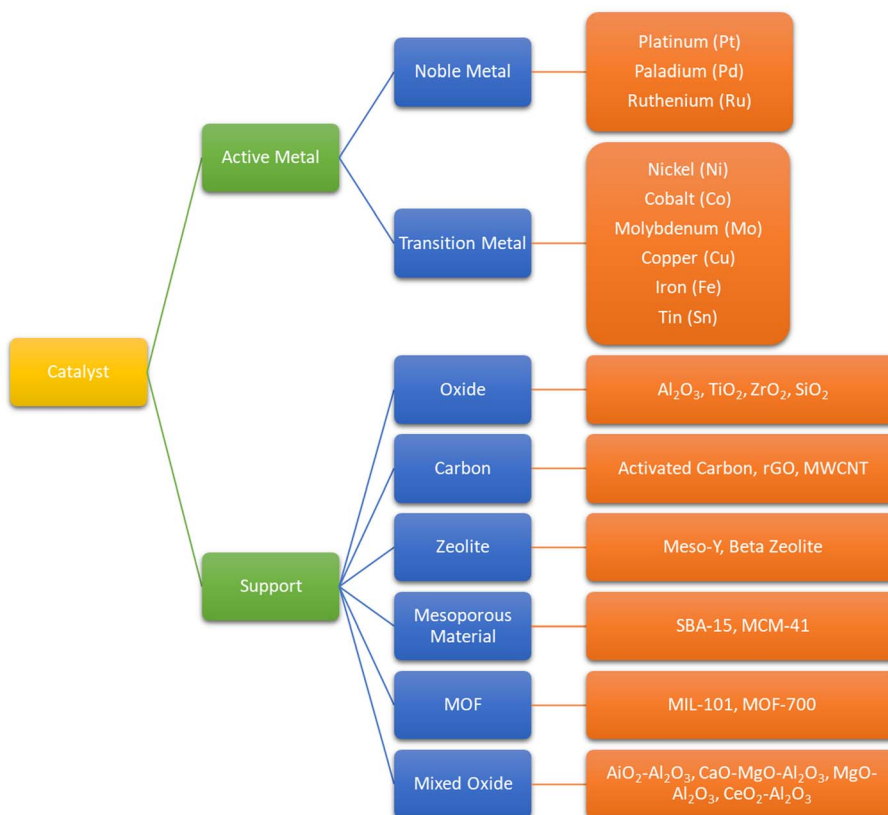 Catalyst
Active Metal
Noble Metal
Platinum (Pt)
Paladium (Pd)
Ruthenium (Ru)
Transition Metal
Nickel (Ni)
Cobalt (Co)
Molybdenum (Mo)
Copper (Cu)
Iron (Fe)
Tin (Sn)
Support
Oxide
Al₂O₃, TiO₂, ZrO₂, SiO₂
Carbon
Activated Carbon, rGO, MWCNT
Zeolite
Meso-Y, Beta Zeolite
Mesoporous
Material
SBA-15, MCM-41
MOF
MIL-101, MOF-700
Mixed Oxide
AiO₂-Al₂O₃, CaO-MgO-Al₂O₃, MgO-
Al₂O₃, CeO₂-Al₂O₃